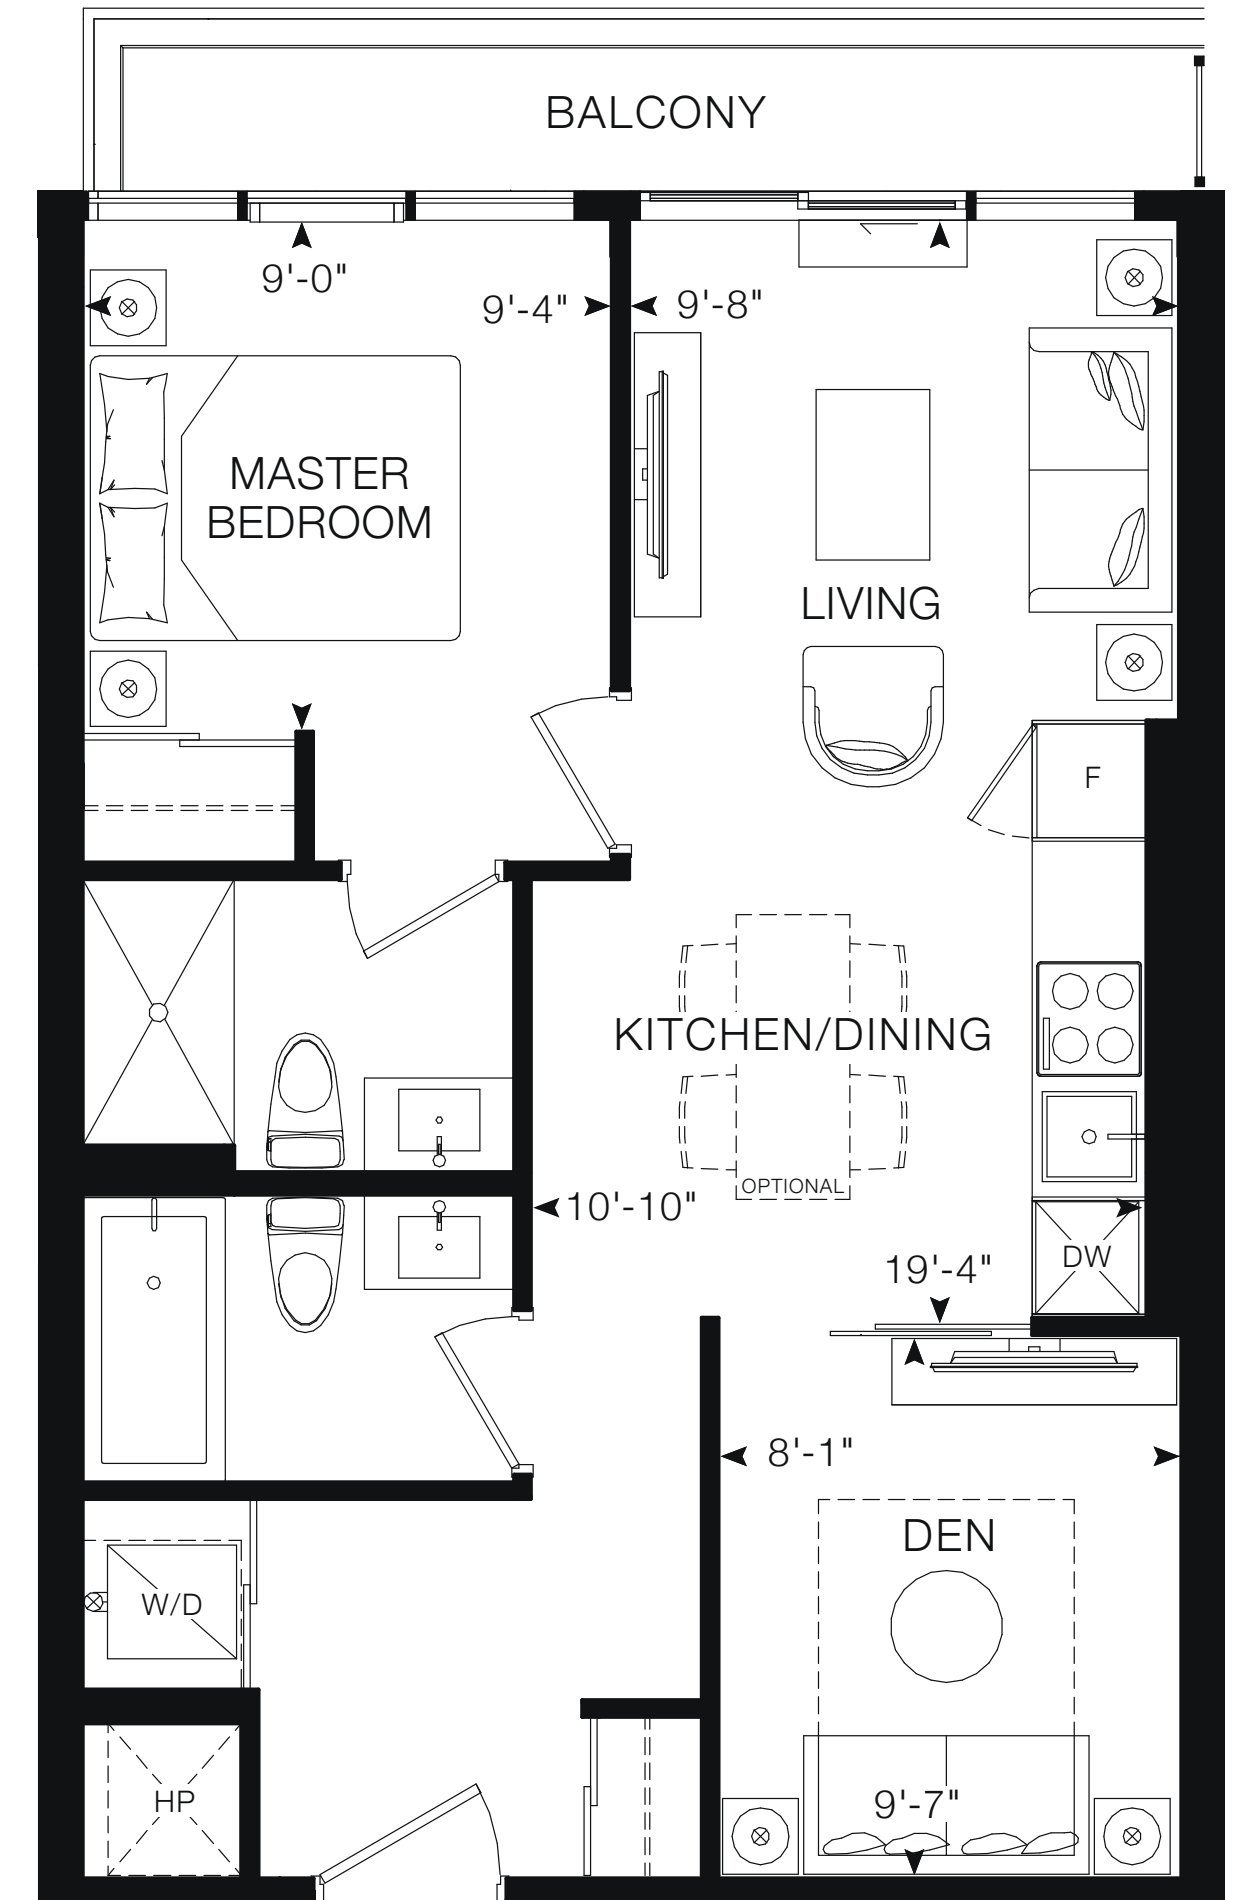 BALCONY
9'-0"
9'-4"
9'-8"
MASTER
BEDROOM
LIVING
F
KITCHEN/DINING
OPTIONAL
10'-10"
DW
19'-4"
8'-1"
DEN
W/D
HP
9'-7"